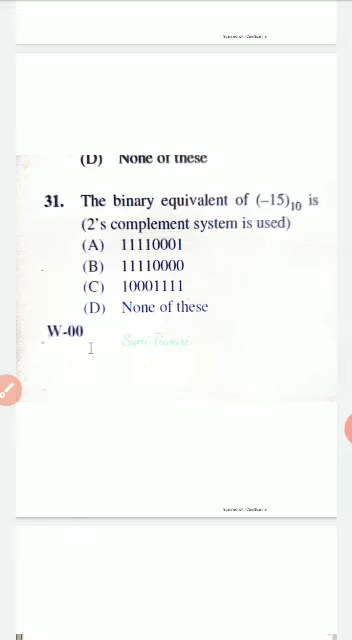 (D) None of these
31. The binary equivalent of (–15)10 is
(2's complement system is used)
(A) 11110001
(B) 11110000
(C) 10001111
(D) None of these
W-00